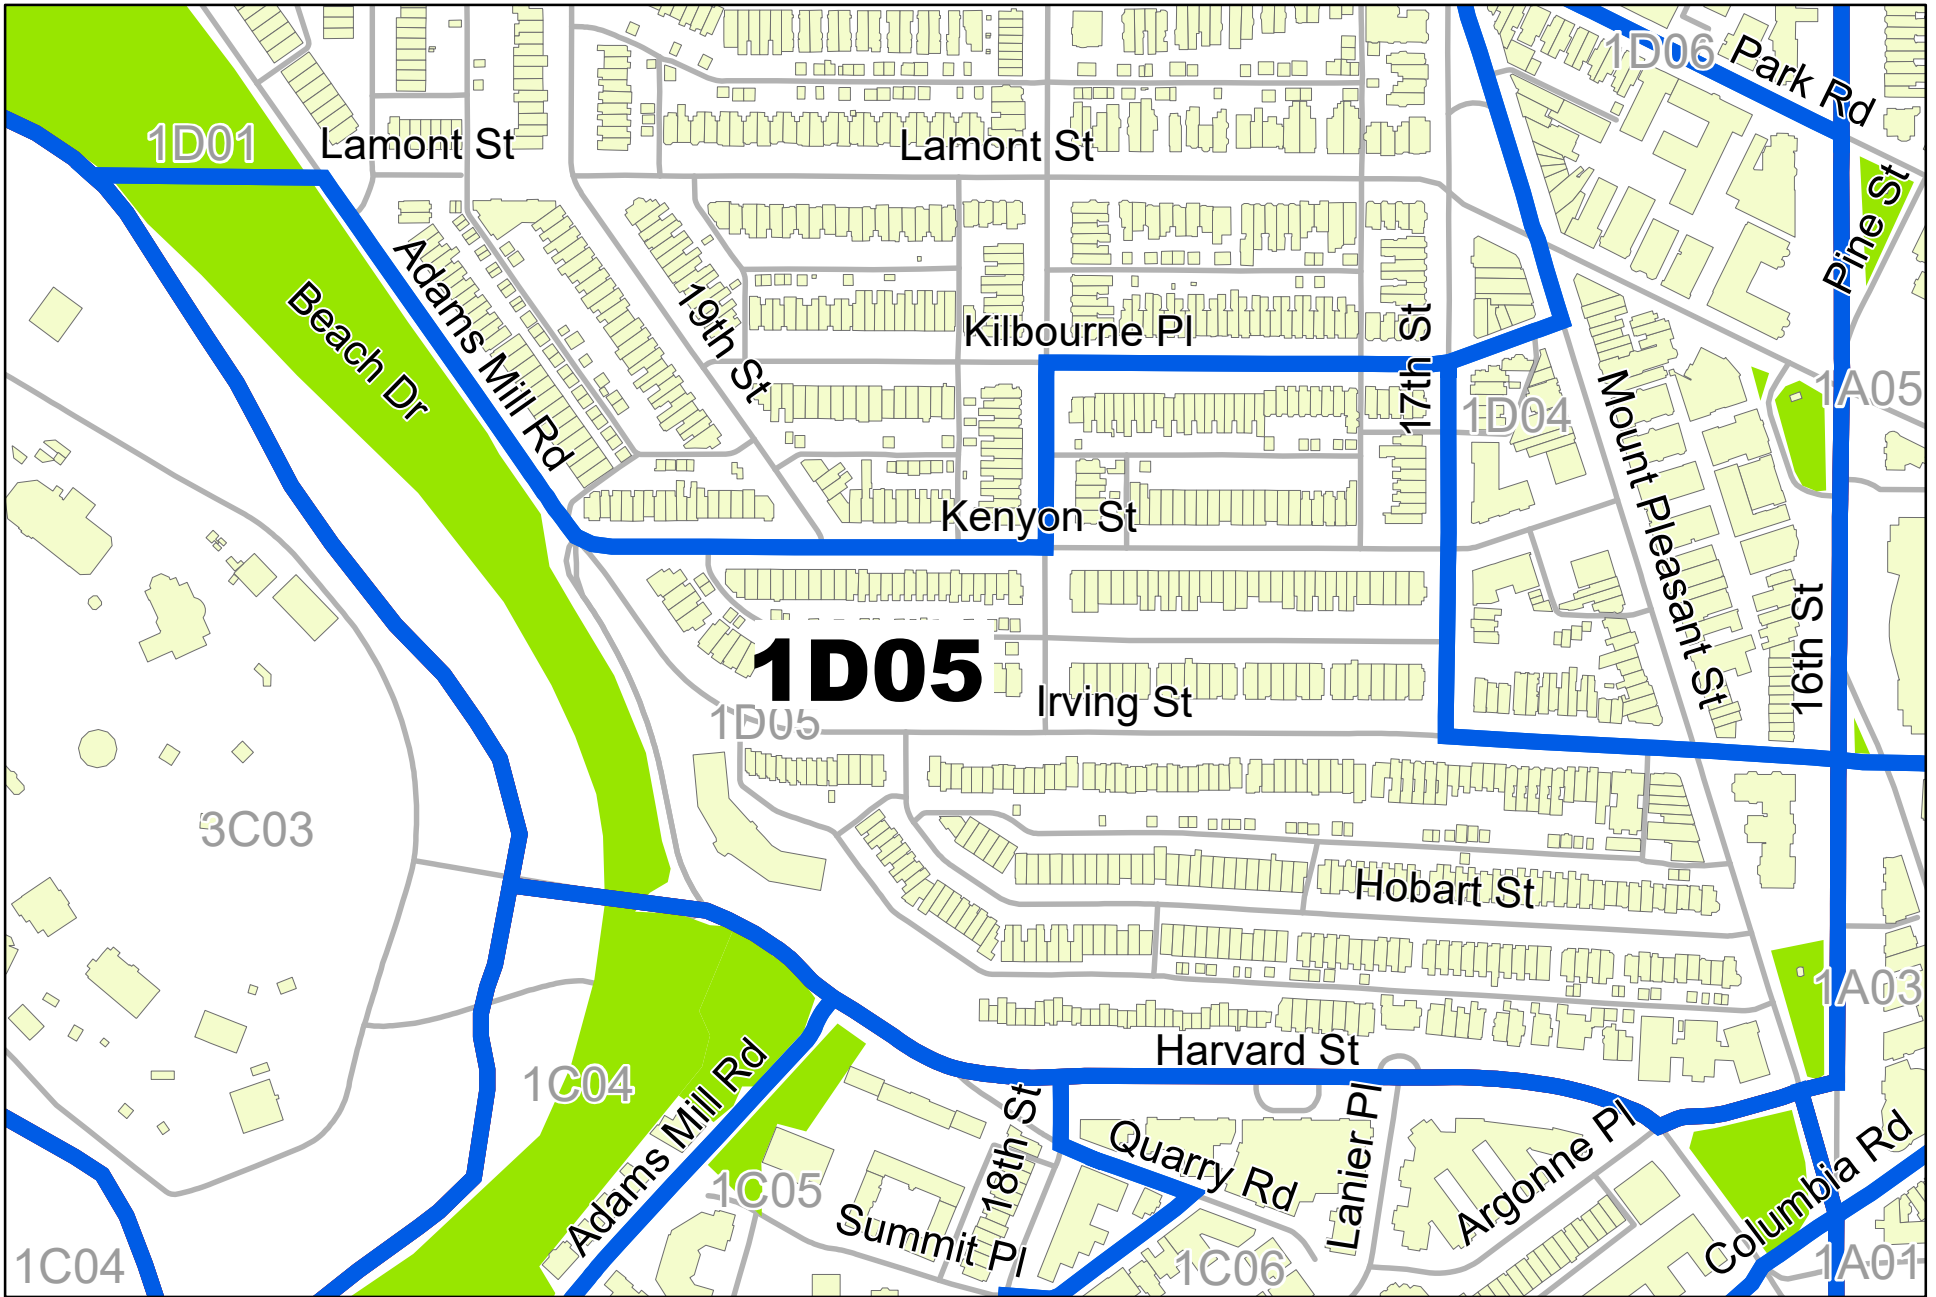 1D06
Park Rd
1D01
Lamont St
Lamont St
Pine St
Adams Mill Rd
Beach Dr
19th St
Kilbourne Pl
17th St
1D04
1A05
Mount Pleasant St
Kenyon St
16th St
1D05
Irving St
1D05
3C03
Hobart St
1A03
Harvard St
1C04
Adams Mill Rd
18th St
Quarry Rd
Lanier Pl
Argonne Pl
Columbia Rd
1C05
Summit Pl
1C04
1C06
1A01